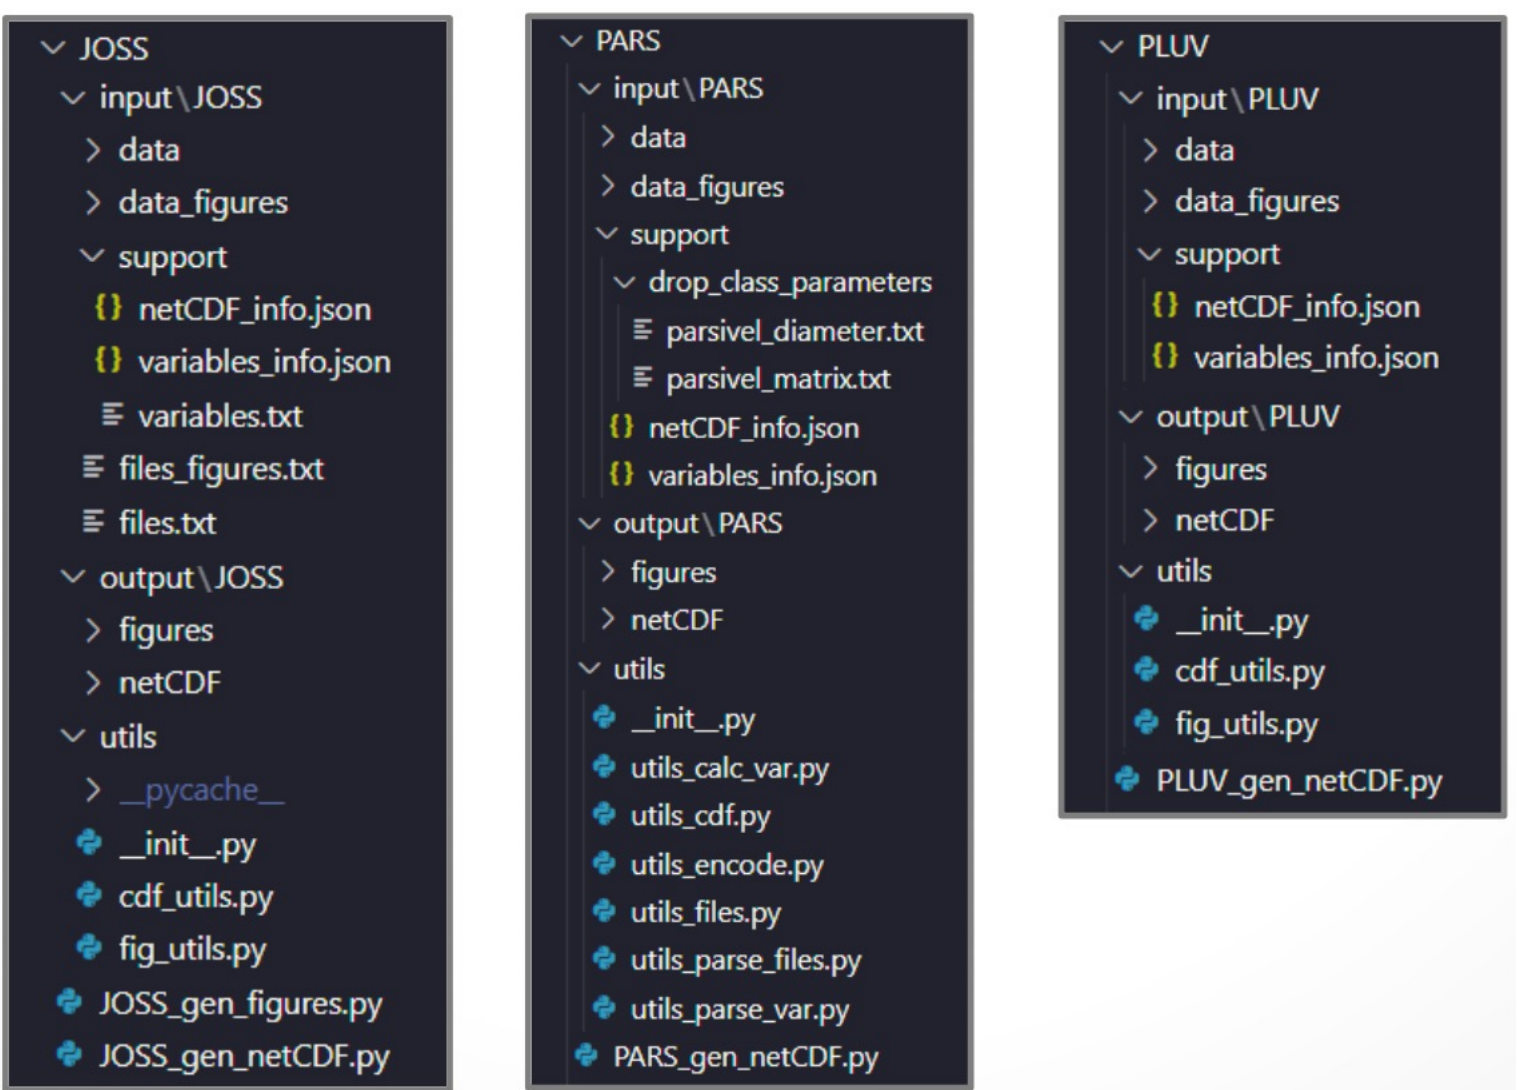 JOSS
input\JOSS
data
data_figures
support
netCDF_info.json
variables_info.json
variables.txt
files_figures.txt
files.txt
output\JOSS
figures
netCDF
utils
__pycache__
__init__.py
cdf_utils.py
fig_utils.py
JOSS_gen_figures.py
JOSS_gen_netCDF.py
PARS
input\PARS
data
data_figures
support
drop_class_parameters
parsivel_diameter.txt
parsivel_matrix.txt
netCDF_info.json
variables_info.json
output\PARS
figures
netCDF
utils
__init__.py
utils_calc_var.py
utils_cdf.py
utils_encode.py
utils_files.py
utils_parse_files.py
utils_parse_var.py
PARS_gen_netCDF.py
PLUV
input\PLUV
data
data_figures
support
netCDF_info.json
variables_info.json
output\PLUV
figures
netCDF
utils
__init__.py
cdf_utils.py
fig_utils.py
PLUV_gen_netCDF.py